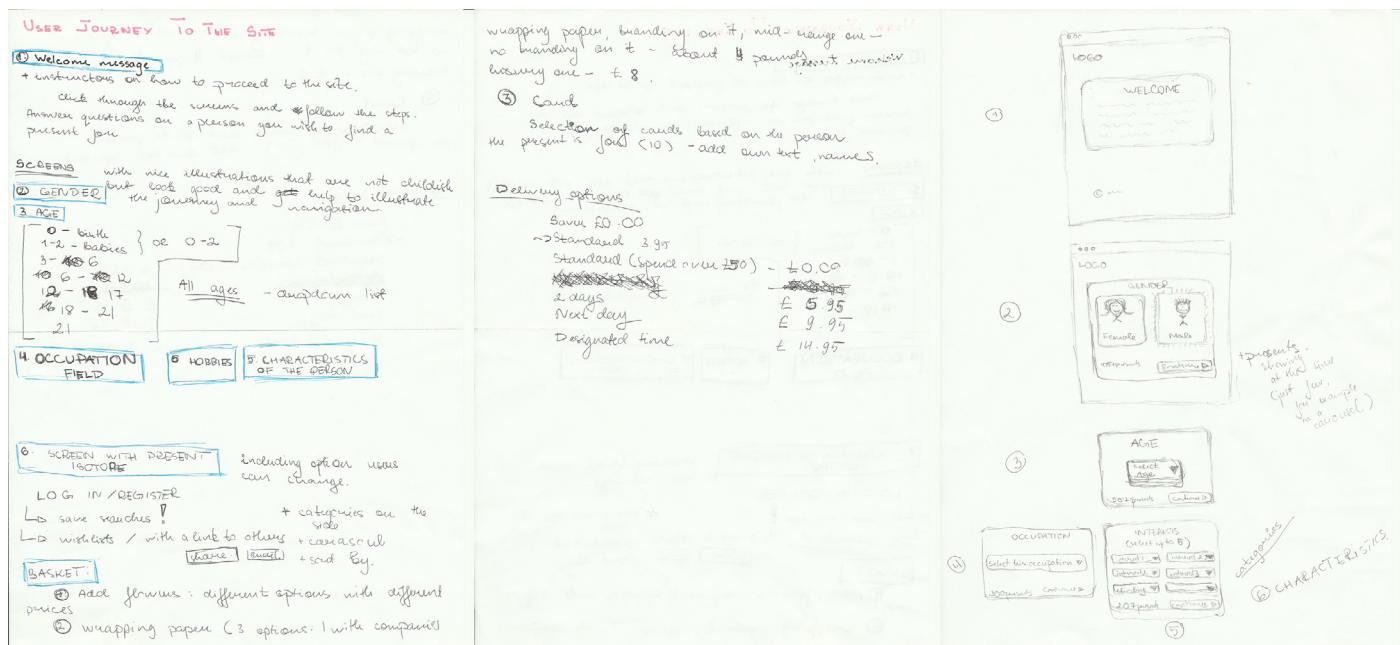 USER JOURNEY TO THE SITE
① Welcome message
+ instructions on how to proceed to the site.
Click through the screens and follow the steps.
Answer questions on a person you wish to find a
present for
SCREENS
with nice illustrations that are not childish
but look good and help to illustrate
the journey and navigation
② GENDER
3. AGE
0 - birth
1-2 - babies } or 0-2
3 - 6
6 - 12
12 - 17
18 - 21
21
All ages - dropdown list
4. OCCUPATION
FIELD
5 HOBBIES
5. CHARACTERISTICS
OF THE PERSON
6. SCREEN WITH PRESENT
STORE
including option users
can change.
LOG IN / REGISTER
save searches!
wishlists / with a link to others
share
+ categories on the
side
+ carasoul
+ sort By.
BASKET:
① Add flowers: different options with different
prices
② wrapping paper (3 options: 1 with companies
wrapping paper, branding on it, mid-range one -
no branding on it - about 4 pounds
luxury one - £ 8.
③ Card
Selection of cards based on the person
the present is for (10) - add own text, names.
Delivery options
Saver £0.00
→ Standard 3.95
Standard (spend over £50) - £0.00
2 days £ 5.95
Next day £ 9.95
Designated time £ 14.95
①
LOGO
WELCOME
②
LOGO
GENDER
Female
Male
continue
+ presents
showing
at the time
(just few,
for example
in a
carousel)
③
AGE
Select
Age
continue
④
OCCUPATION
Select his occupation
continue
INTERESTS
(select up to 8)
207 presents
continue
⑤
categories
⑥ CHARACTERISTICS